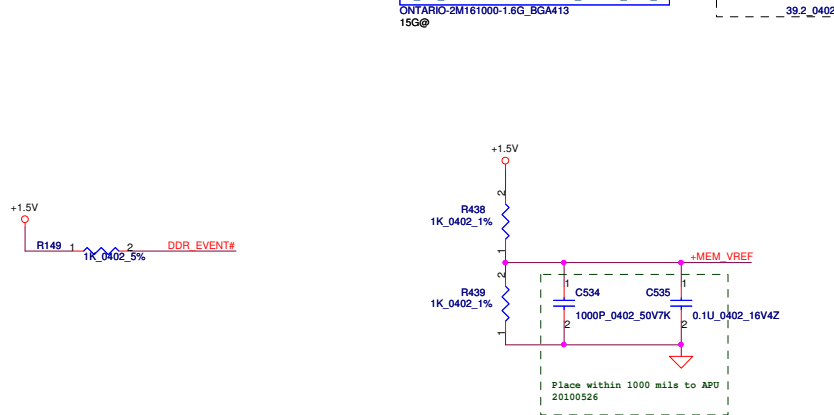 ONTARIO-2M161000-1.6G_BGA413
15G@
39.2_0402
+1.5V
R149 1 2 DDR_EVENT#
1K_0402_5%
+1.5V
2
R438
1K_0402_1%
1
+MEM_VREF
2
R439
1K_0402_1%
1
1
C534
1000P_0402_50V7K
2
1
C535
0.1U_0402_16V4Z
2
Place within 1000 mils to APU
20100526